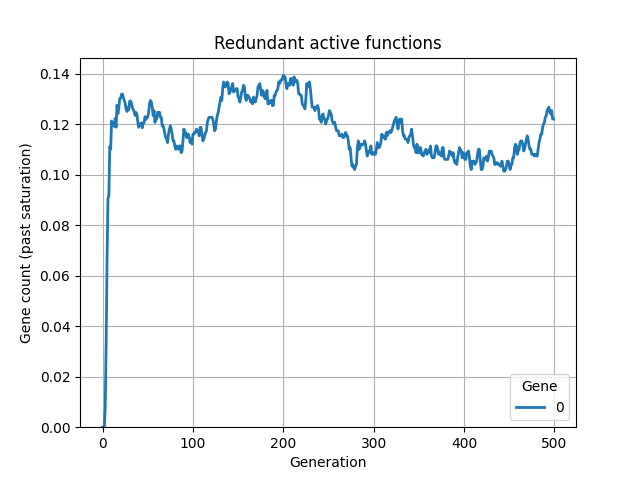 Redundant active functions
Gene count (past saturation)
0.14
0.12
0.10
0.08
0.06
0.04
0.02
0.00
0 100 200 300 400 500
Generation
Gene
0